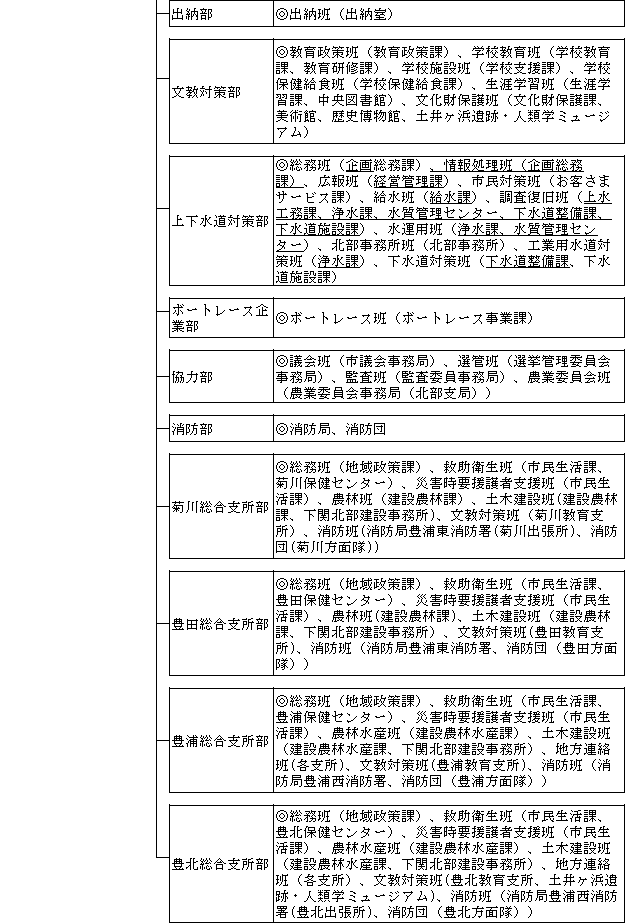 出納部
◎出納班（出納室）
文教対策部
◎教育政策班（教育政策課）、学校教育班（学校教育
課、教育研修課）、学校施設班（学校支援課）、学校
保健給食班（学校保健給食課）、生涯学習班（生涯学
習課、中央図書館）、文化財保護班（文化財保護課、
美術館、歴史博物館、土井ヶ浜遺跡・人類学ミュージ
アム）
上下水道対策部
◎総務班（企画総務課）、情報処理班（企画総務
課）、広報班（経営管理課）、市民対策班（お客さま
サービス課）、給水班（給水課）、調査復旧班（上水
工務課、浄水課、水質管理センター、下水道整備課、
下水道施設課）、水運用班（浄水課、水質管理セン
ター）、北部事務所班（北部事務所）、工業用水道対
策班（浄水課）、下水道対策班（下水道整備課、下水
道施設課）
ボートレース企
業部
◎ボートレース班（ボートレース事業課）
協力部
◎議会班（市議会事務局）、選管班（選挙管理委員会
事務局）、監査班（監査委員事務局）、農業委員会班
（農業委員会事務局（北部支局））
消防部
◎消防局、消防団
菊川総合支所部
◎総務班（地域政策課）、救助衛生班（市民生活課、
菊川保健センター）、災害時要援護者支援班（市民生
活課）、農林班（建設農林課）、土木建設班(建設農林
課、下関北部建設事務所)、文教対策班（菊川教育支
所）、消防班(消防局豊浦東消防署(菊川出張所)、消防
団(菊川方面隊))
豊田総合支所部
◎総務班（地域政策課）、救助衛生班（市民生活課、
豊田保健センター）、災害時要援護者支援班（市民生
活課）、農林班(建設農林課)、土木建設班（建設農林
課、下関北部建設事務所）、文教対策班(豊田教育支
所)、消防班（消防局豊浦東消防署、消防団（豊田方面
隊））
豊浦総合支所部
◎総務班（地域政策課）、救助衛生班（市民生活課、
豊浦保健センター）、災害時要援護者支援班（市民生
活課）、農林水産班（建設農林水産課）、土木建設班
（建設農林水産課、下関北部建設事務所）、地方連絡
班(各支所)、文教対策班(豊浦教育支所)、消防班（消
防局豊浦西消防署、消防団（豊浦方面隊））
豊北総合支所部
◎総務班（地域政策課）、救助衛生班（市民生活課、
豊北保健センター）、災害時要援護者支援班（市民生
活課）、農林水産班（建設農林水産課）、土木建設班
（建設農林水産課、下関北部建設事務所）、地方連絡
班（各支所）、文教対策班(豊北教育支所、土井ヶ浜遺
跡・人類学ミュージアム)、消防班（消防局豊浦西消防
署(豊北出張所)、消防団（豊北方面隊））